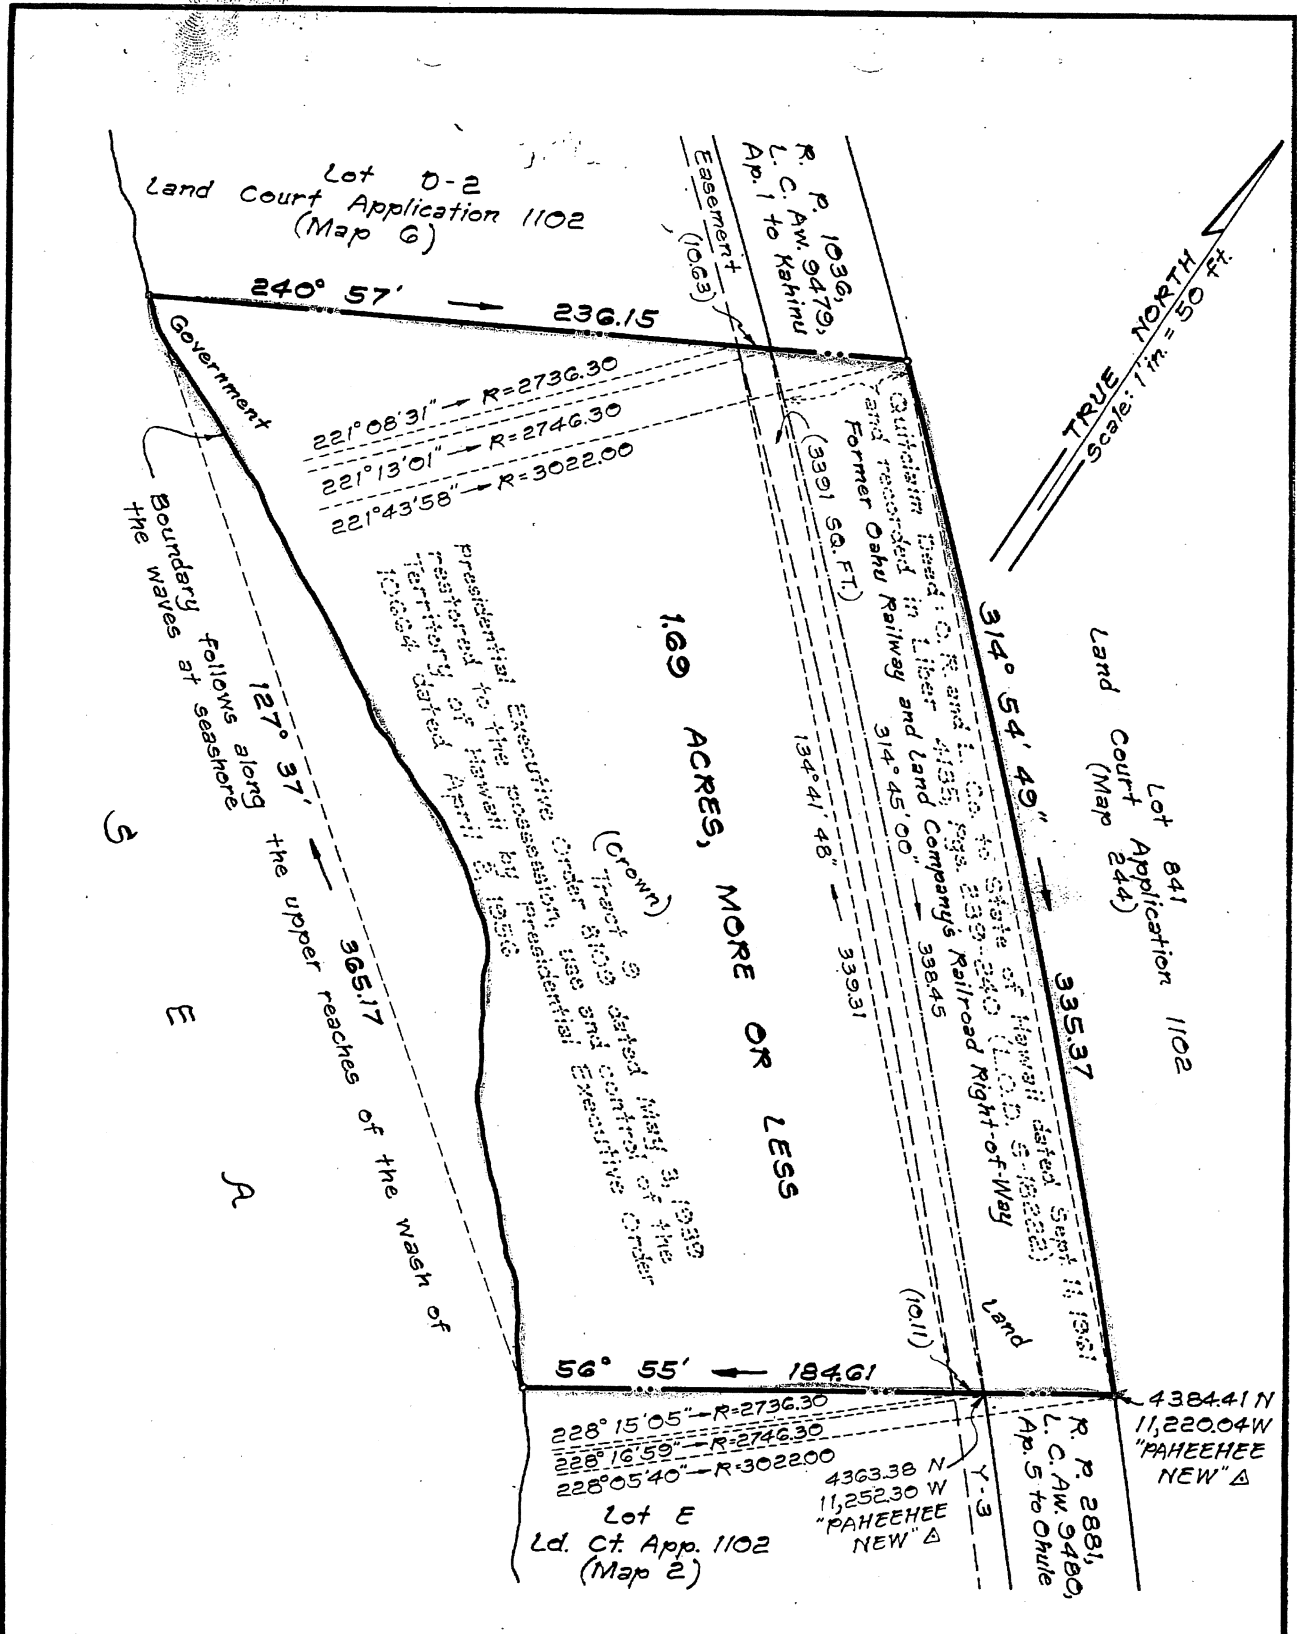 Lot D-2
Land Court Application 1102
(Map 6)
Easement
(10.63)
R. P. 1036,
L. C. Aw. 9479,
Ap. 1 to Kahinu
TRUE NORTH
Scale: 1 in. = 50 ft.
240° 57' 236.15
Government
221° 08' 31" R=2736.30
221° 13' 01" R=2746.30
221° 43' 58" R=3022.00
(3391 SQ. FT.)
Quitclaim Deed: O.R. and L. Co. to State of Hawaii dated Sept. 11, 1961
and recorded in Liber 4135, Pgs. 239-240 (L.O.D.
Former Oahu Railway and Land Company's Railroad Right-of-Way
Land
314° 54' 49" 335.37
314° 45' 00" 338.45
134° 41' 48" 339.31
Lot 841
Land Court Application 1102
(Map 244)
1.69 ACRES, MORE OR LESS
(Crown)
Tract 9
Presidential Executive Order 8109 dated May 3, 1939
restored to the possession, use and control of the
Territory of Hawaii by Presidential Executive Order
10664 dated April
Boundary follows along the upper reaches of the wash of
the waves at seashore
127° 37' 365.17
SEA
(10.11)
56° 55' 184.61
228° 15' 05" R=2736.30
228° 16' 59" R=2746.30
228° 05' 40" R=3022.00
Lot E
Ld. Ct. App. 1102
(Map 2)
4363.38 N
11,252.30 W
"PAHEEHEE
NEW" △
Y-3
R. P. 2881,
L. C. Aw. 9480,
Ap. 5 to Ohule
4384.41 N
11,220.04 W
"PAHEEHEE
NEW" △